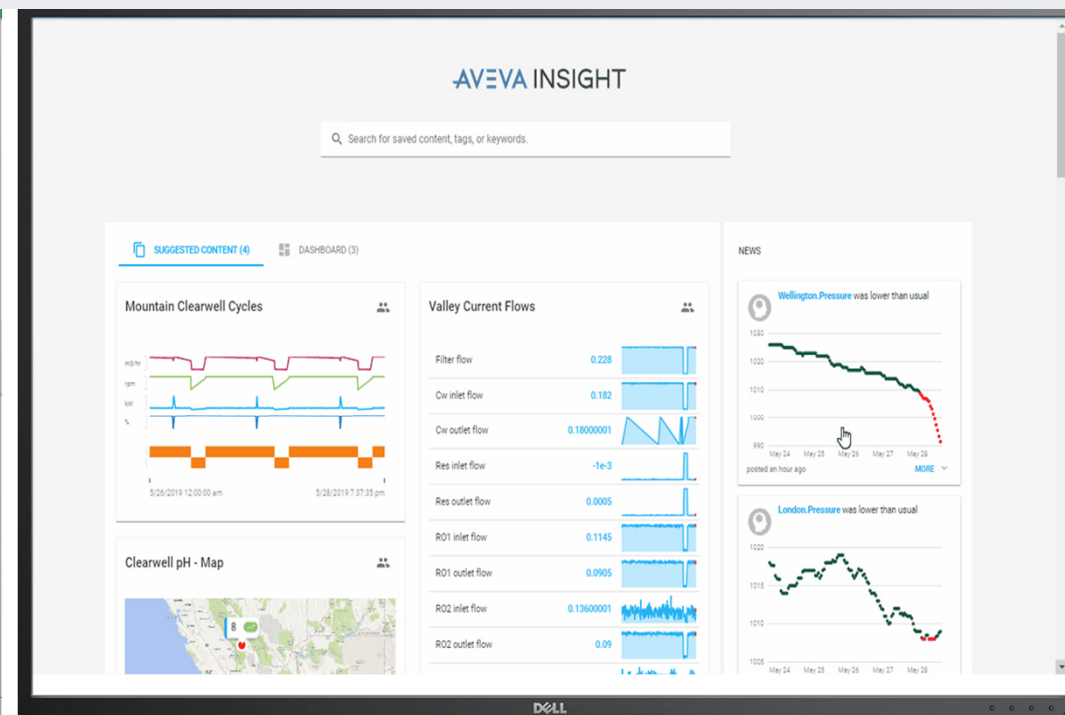 AVEVA INSIGHT
Search for saved content, tags, or keywords.
SUGGESTED CONTENT (4)
DASHBOARD (3)
Mountain Clearwell Cycles
m3/hr
rpm
kW
%
5/26/2019 12:00:00 am
5/28/2019 7:37:35 pm
Clearwell pH - Map
8
Valley Current Flows
Filter flow 0.228
Cw inlet flow 0.182
Cw outlet flow 0.18000001
Res inlet flow -1e-3
Res outlet flow 0.0005
RO1 inlet flow 0.1145
RO1 outlet flow 0.0905
RO2 inlet flow 0.13600001
RO2 outlet flow 0.09
NEWS
Wellington.Pressure was lower than usual
1030
1020
1010
1000
990
May 24 May 25 May 26 May 27 May 28
posted an hour ago
MORE
London.Pressure was lower than usual
1020
1015
1010
1005
May 24 May 25 May 26 May 27 May 28
DELL